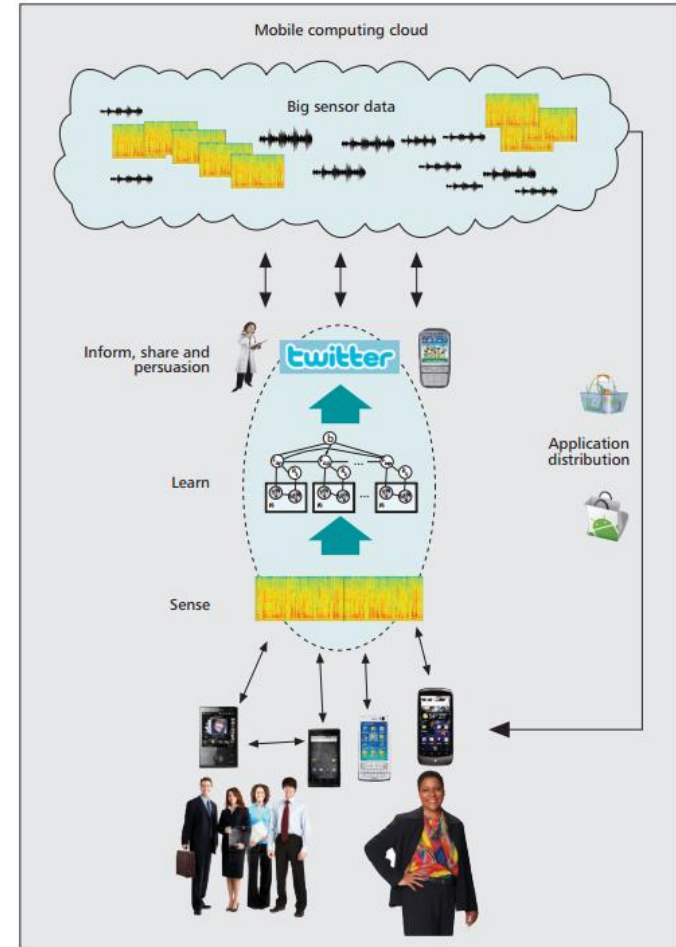 Mobile computing cloud
Big sensor data
Inform, share and
persuasion
twitter
Learn
b
...
...
Sense
Application
distribution